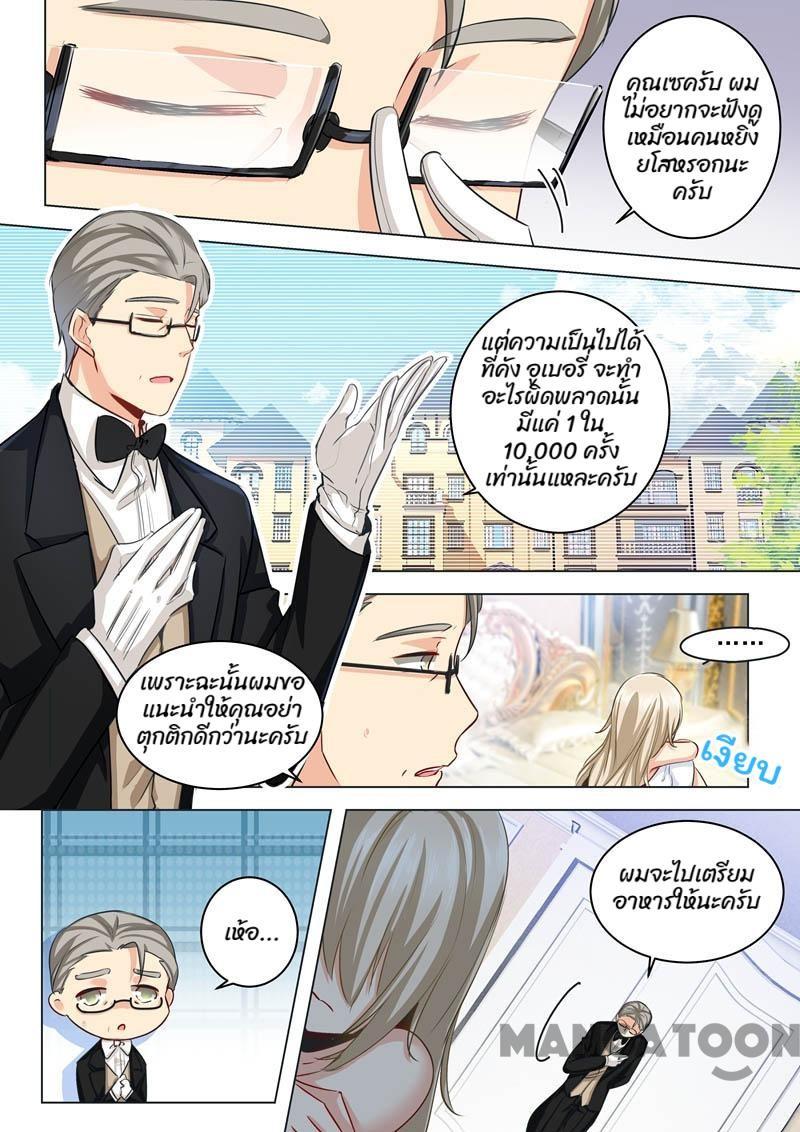 คุณเซครับ ผม
ไม่อยากจะฟังดู
เหมือนคนหยิ่ง
ยโสหรอกนะ
ครับ
แต่ความเป็นไปได้
ที่คัง อูเบอรี่ จะทำ
อะไรผิดพลาดนั้น
มีแค่ 1 ใน
10,000 ครั้ง
เท่านั้นแหละครับ
เพราะฉะนั้นผมขอ
แนะนำให้คุณอย่า
ตุกติกดีกว่านะครับ
......
เงียบ
เห้อ...
ผมจะไปเตรียม
อาหารให้นะครับ
MANGATOON